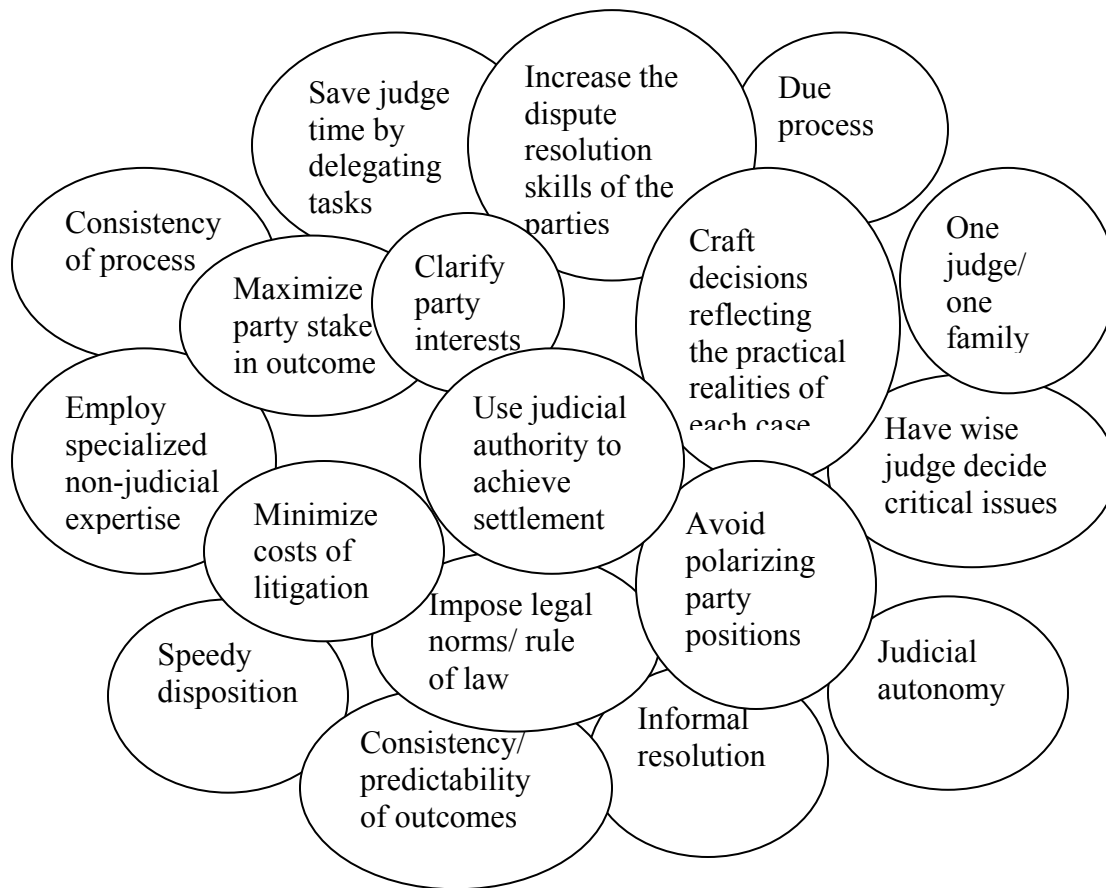 Save judge
time by
delegating
tasks
Increase the
dispute
resolution
skills of the
parties
Due
process
Consistency
of process
Maximize
party stake
in outcome
Clarify
party
interests
Craft
decisions
reflecting
the practical
realities of
each case
One
judge/
one
family
Employ
specialized
non-judicial
expertise
Use judicial
authority to
achieve
settlement
Have wise
judge decide
critical issues
Minimize
costs of
litigation
Avoid
polarizing
party
positions
Impose legal
norms/ rule
of law
Speedy
disposition
Judicial
autonomy
Consistency/
predictability
of outcomes
Informal
resolution